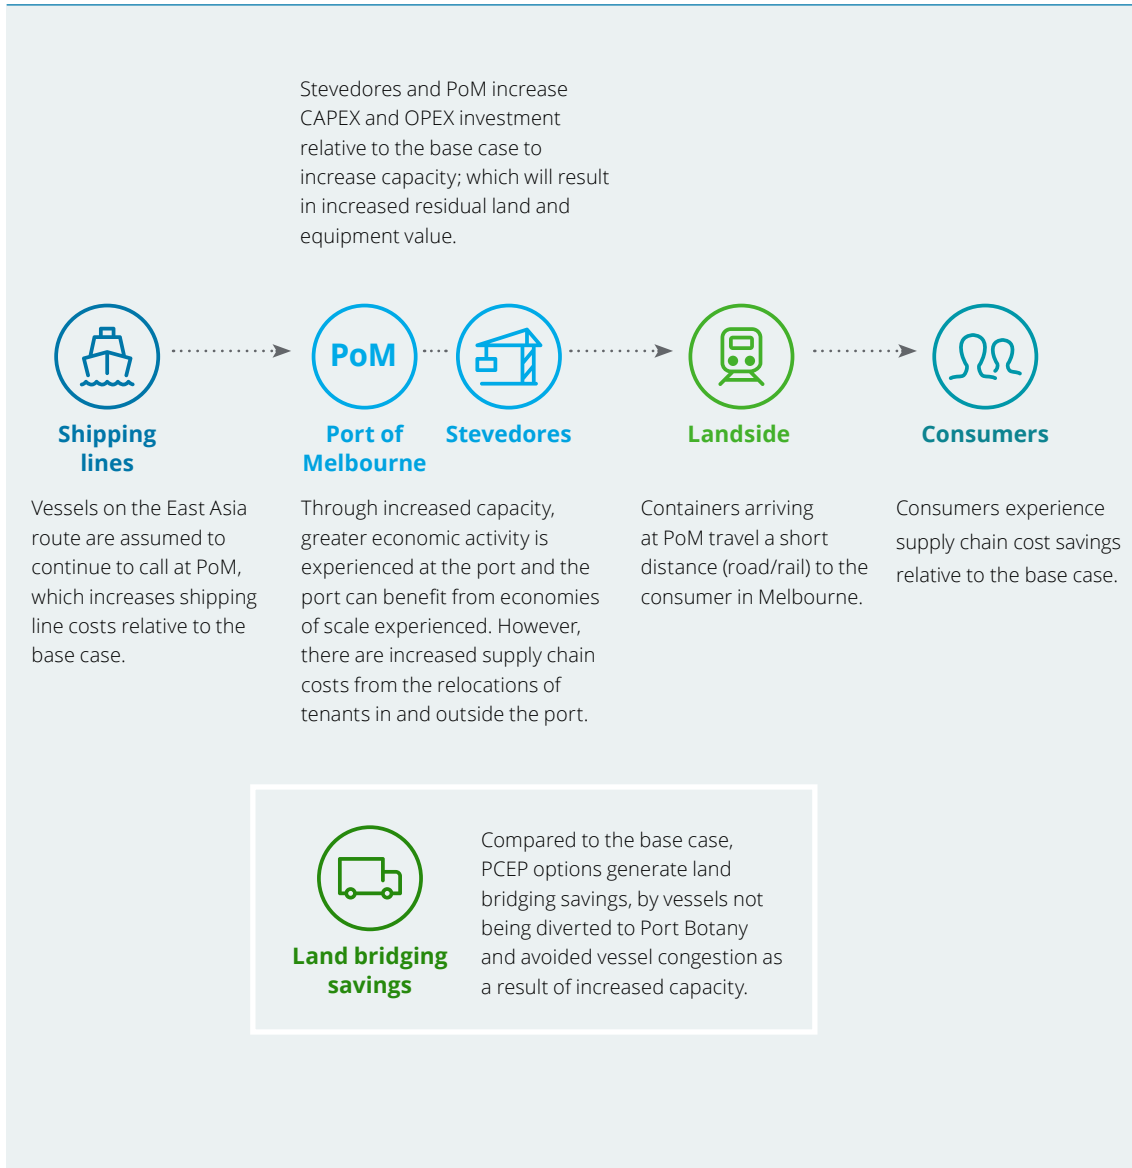 Stevedores and PoM increase
CAPEX and OPEX investment
relative to the base case to
increase capacity; which will result
in increased residual land and
equipment value.
PoM
Shipping
lines
Port of
Melbourne
Stevedores
Landside
Consumers
Vessels on the East Asia
route are assumed to
continue to call at PoM,
which increases shipping
line costs relative to the
base case.
Through increased capacity,
greater economic activity is
experienced at the port and the
port can benefit from economies
of scale experienced. However,
there are increased supply chain
costs from the relocations of
tenants in and outside the port.
Containers arriving
at PoM travel a short
distance (road/rail) to the
consumer in Melbourne.
Consumers experience
supply chain cost savings
relative to the base case.
Land bridging
savings
Compared to the base case,
PCEP options generate land
bridging savings, by vessels not
being diverted to Port Botany
and avoided vessel congestion as
a result of increased capacity.